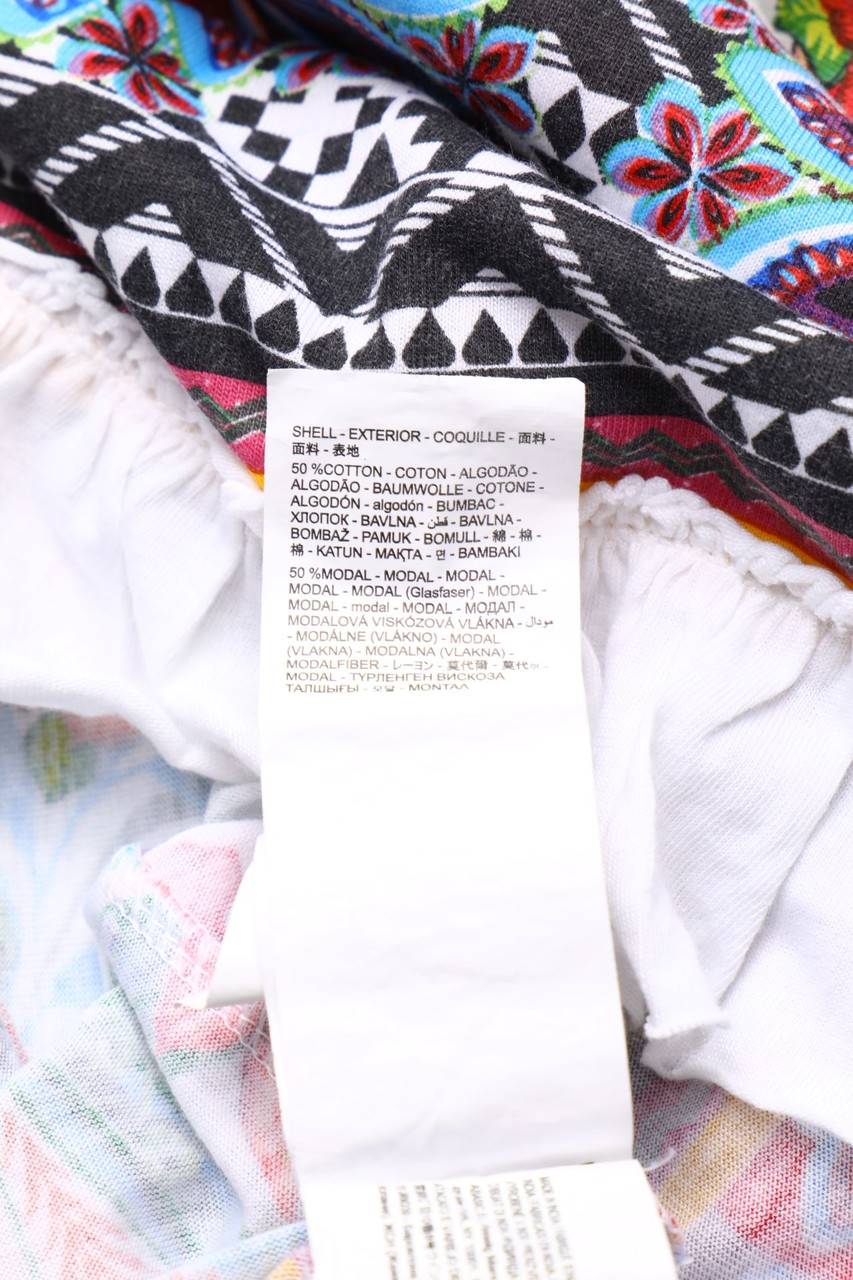 SHELL - EXTERIOR - COQUILLE - 面料 -
面料 - 表地
50 %COTTON - COTON - ALGODÃO -
ALGODÃO - BAUMWOLLE - COTONE -
ALGODÓN - algodón - BUMBAC -
ХЛОПОК - BAVLNA - قطن - BAVLNA -
BOMBAŽ - PAMUK - BOMULL - 綿 - 棉 -
棉 - KATUN - МАҚТА - 면 - ΒΑΜΒΑΚΙ
50 %MODAL - MODAL - MODAL -
MODAL - MODAL (Glasfaser) - MODAL -
MODAL - modal - MODAL - МОДАЛ -
MODALOVÁ VISKÓZOVÁ VLÁKNA - مودال
- MODÁLNE (VLÁKNO) - MODAL
(VLAKNA) - MODALNA (VLAKNA) -
MODALFIBER - レーヨン - 莫代爾 - 莫代尔 -
MODAL - ТҮРЛЕНГЕН ВИСКОЗА
ТАЛШЫҒЫ - 모달 - ΜΟΝΤΑΛ